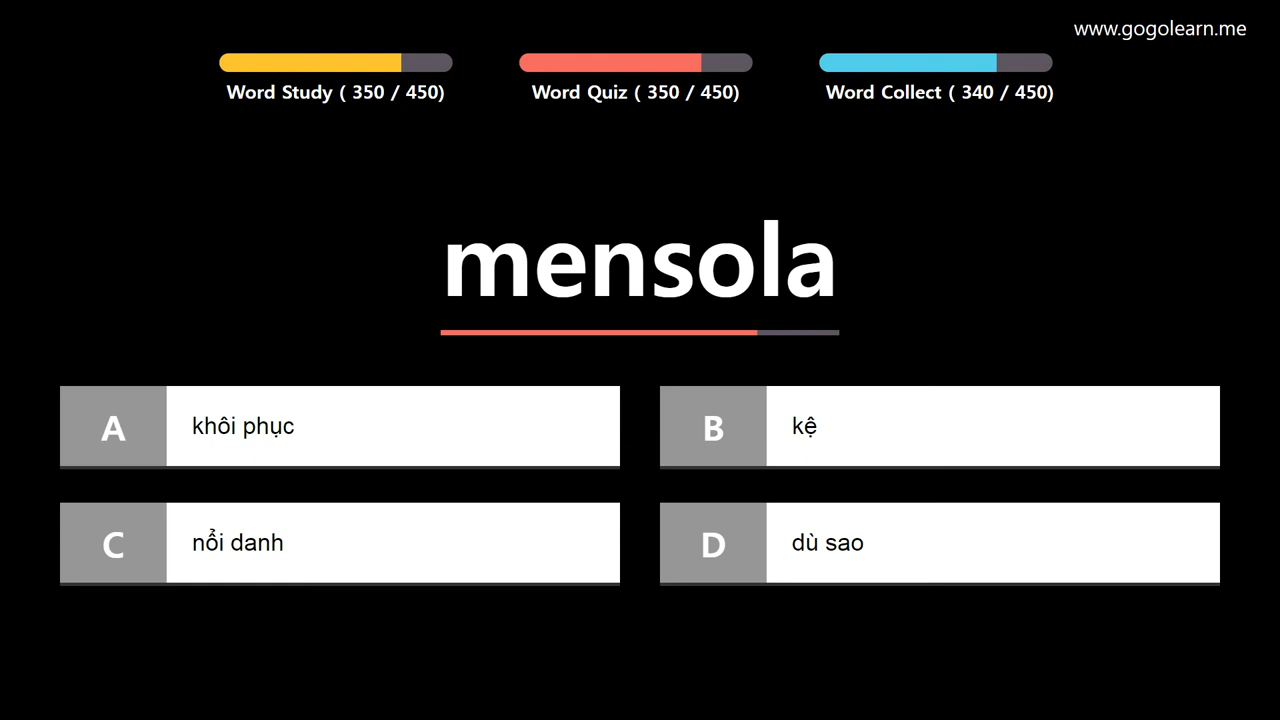 www.gogolearn.me
Word Study ( 350 / 450)
Word Quiz ( 350 / 450)
Word Collect ( 340 / 450)
mensola
A
khôi phục
B
kệ
C
nổi danh
D
dù sao